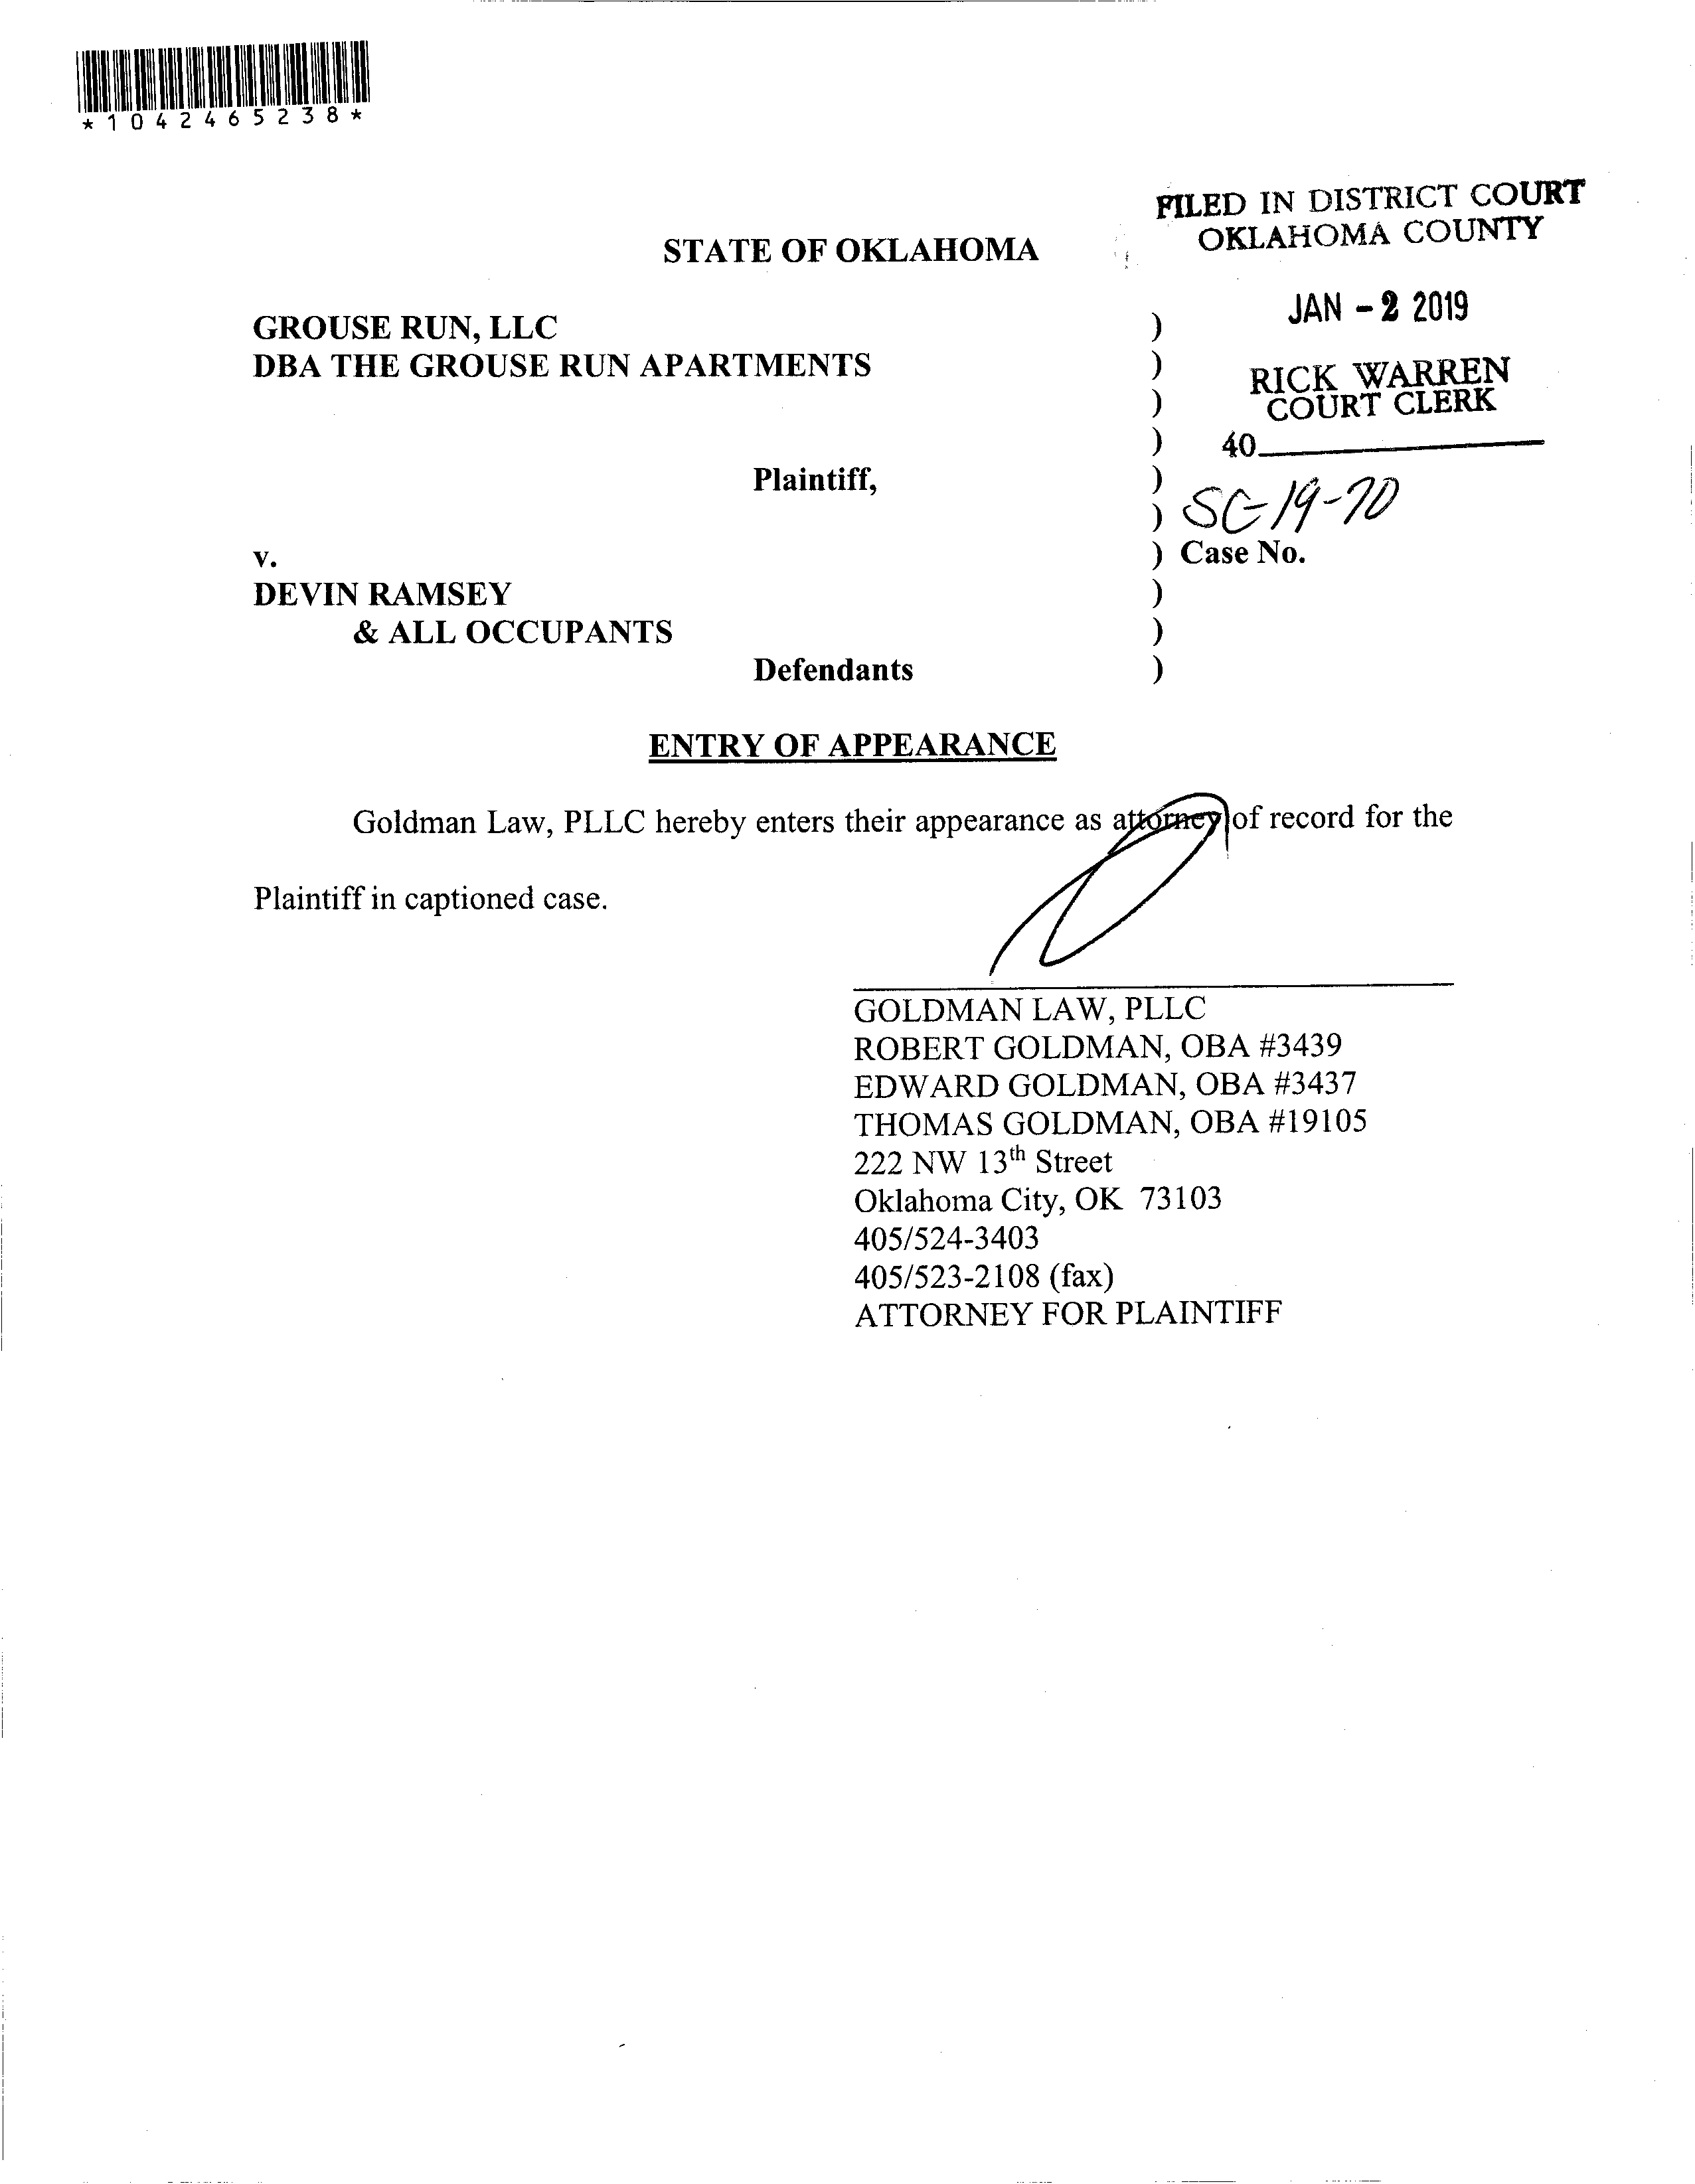 *1042465238*
FILED IN DISTRICT COURT
OKLAHOMA COUNTY
STATE OF OKLAHOMA
JAN - 2 2019
GROUSE RUN, LLC )
DBA THE GROUSE RUN APARTMENTS )
RICK WARREN
COURT CLERK
)
) 40
Plaintiff, )
) SC-19-70
v. ) Case No.
DEVIN RAMSEY )
& ALL OCCUPANTS )
Defendants )
ENTRY OF APPEARANCE
Goldman Law, PLLC hereby enters their appearance as attorney of record for the
Plaintiff in captioned case.
GOLDMAN LAW, PLLC
ROBERT GOLDMAN, OBA #3439
EDWARD GOLDMAN, OBA #3437
THOMAS GOLDMAN, OBA #19105
222 NW 13th Street
Oklahoma City, OK 73103
405/524-3403
405/523-2108 (fax)
ATTORNEY FOR PLAINTIFF